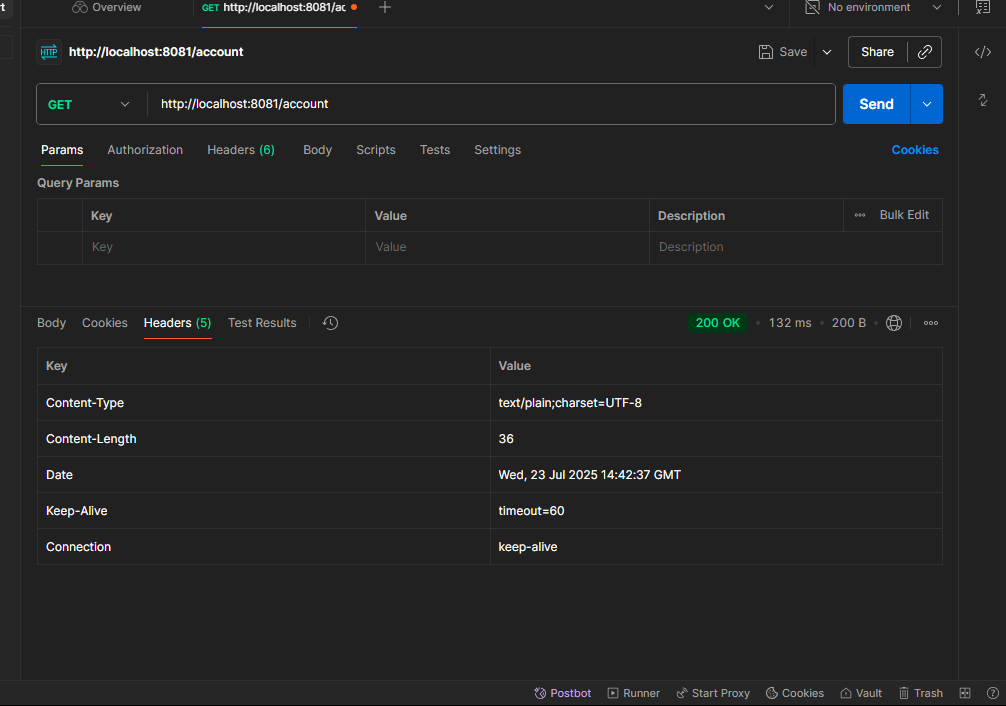 Overview
GET http://localhost:8081/ac
No environment
HTTP http://localhost:8081/account
Save
Share
GET
http://localhost:8081/account
Send
Params Authorization Headers (6) Body Scripts Tests Settings Cookies
Query Params
Key Value Description Bulk Edit
Key Value Description
Body Cookies Headers (5) Test Results
200 OK • 132 ms • 200 B
Key Value
Content-Type text/plain;charset=UTF-8
Content-Length 36
Date Wed, 23 Jul 2025 14:42:37 GMT
Keep-Alive timeout=60
Connection keep-alive
Postbot Runner Start Proxy Cookies Vault Trash